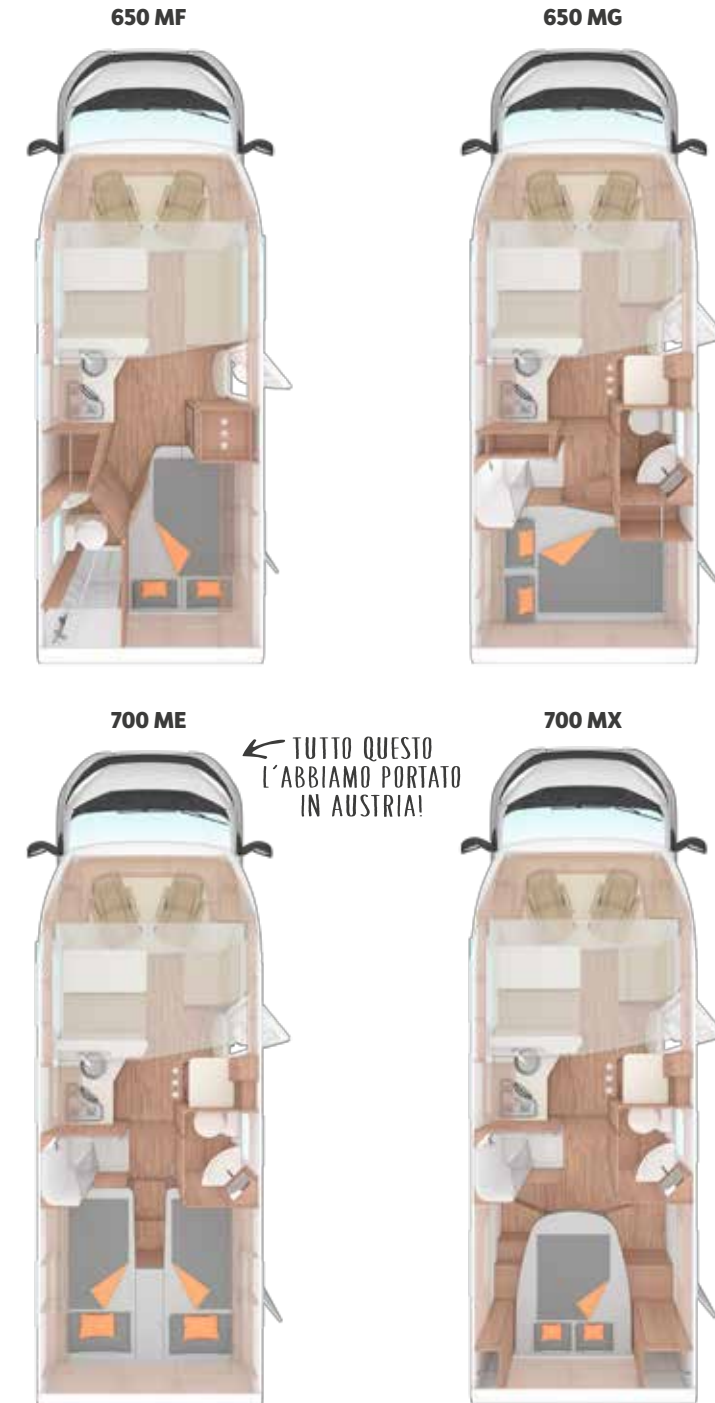 650 MF
650 MG
700 ME
700 MX
TUTTO QUESTO
L´ABBIAMO PORTATO
IN AUSTRIA!